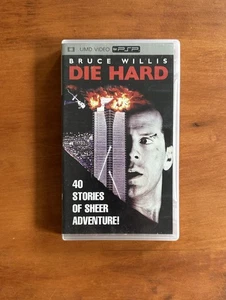 UMD VIDEO PSP
BRUCE WILLIS
DIE HARD
40
STORIES
OF SHEER
ADVENTURE!